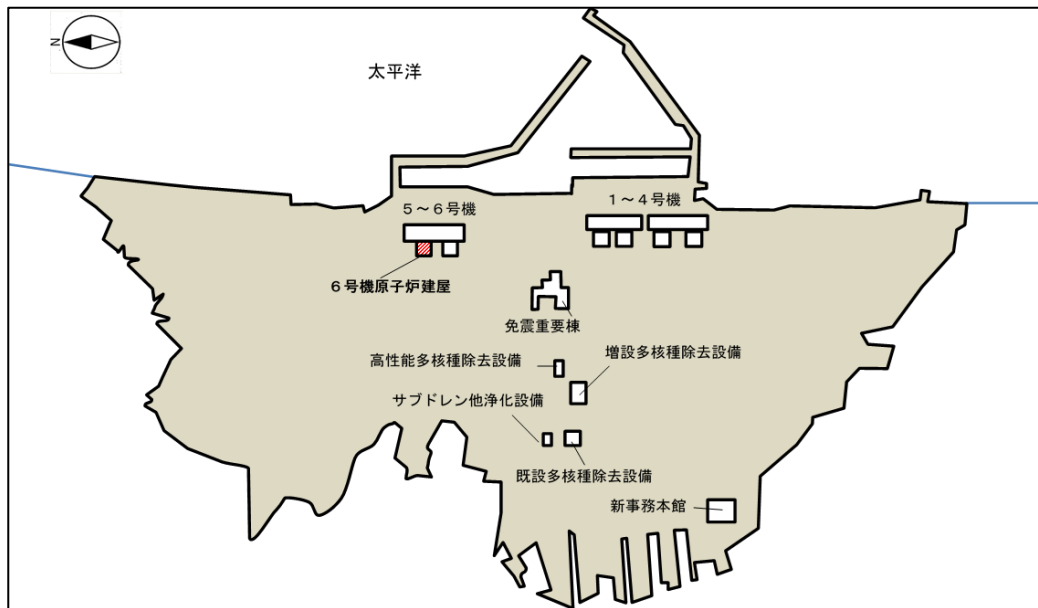 N
太平洋
５～６号機
１～４号機
６号機原子炉建屋
免震重要棟
高性能多核種除去設備
増設多核種除去設備
サブドレン他浄化設備
既設多核種除去設備
新事務本館